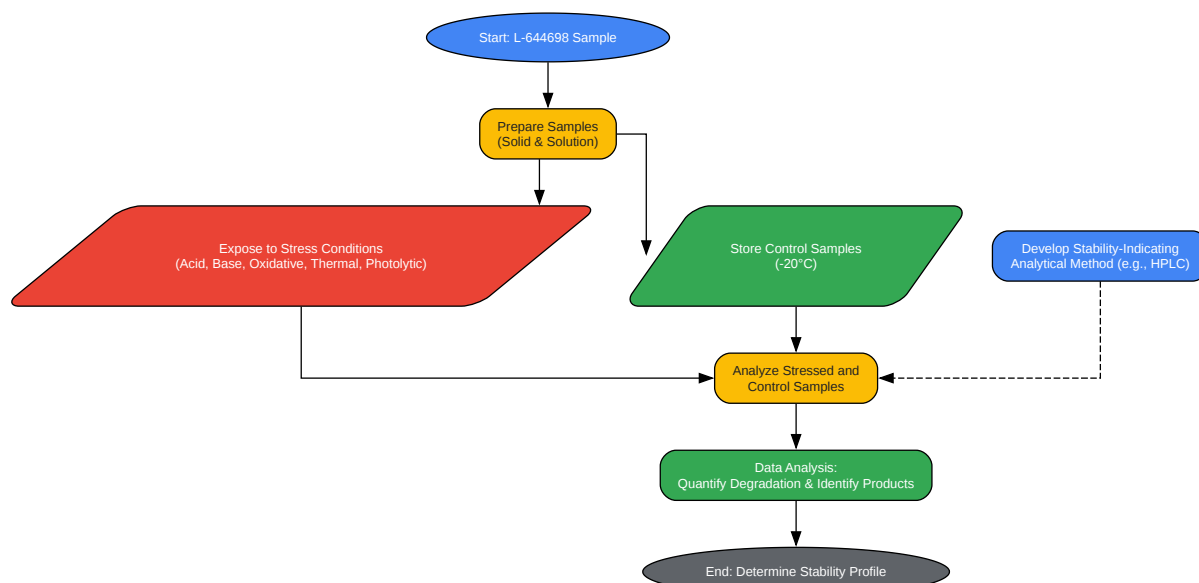 Start: L-644698 Sample
Prepare Samples
(Solid & Solution)
Expose to Stress Conditions
(Acid, Base, Oxidative, Thermal, Photolytic)
Store Control Samples
(-20°C)
Develop Stability-Indicating
Analytical Method (e.g., HPLC)
Analyze Stressed and
Control Samples
Data Analysis:
Quantify Degradation & Identify Products
End: Determine Stability Profile